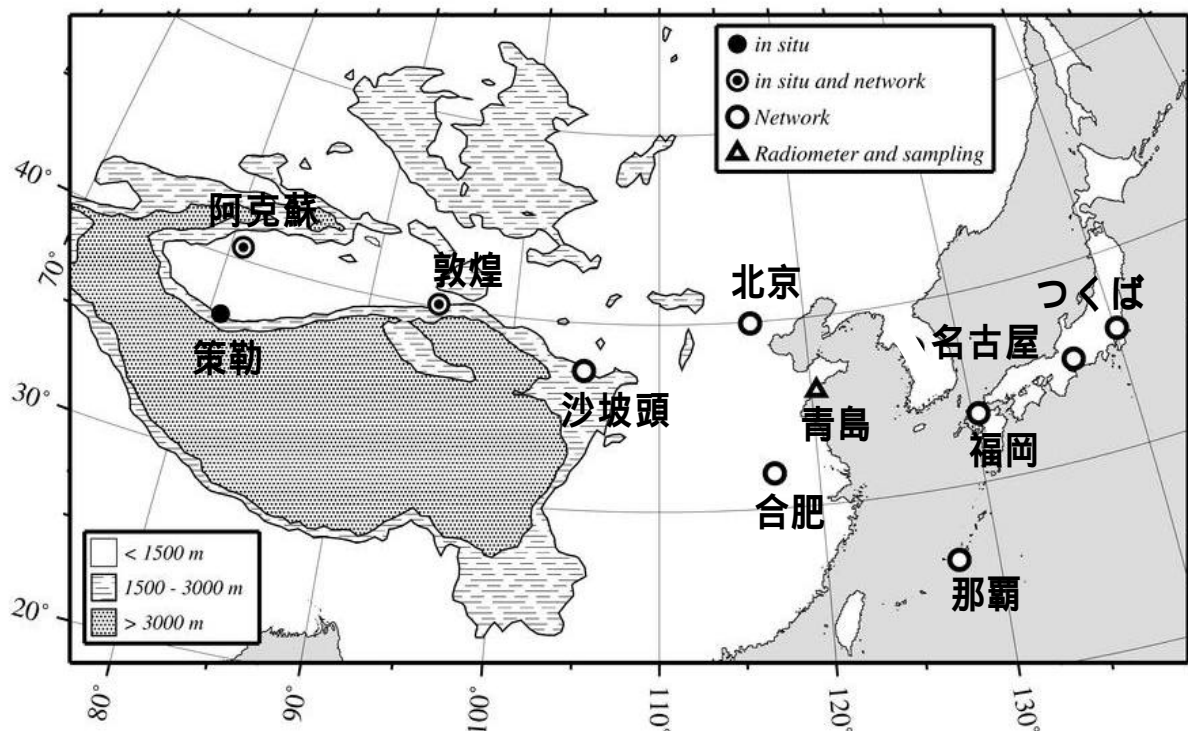 in situ
in situ and network
Network
Radiometer and sampling
40°
阿克蘇
70°
敦煌
北京
つくば
策勒
、名古屋
30°
沙坡頭
青島
福岡
合肥
< 1500 m
1500 - 3000 m
> 3000 m
那覇
20°
80°
90°
100°
110°
120°
130°